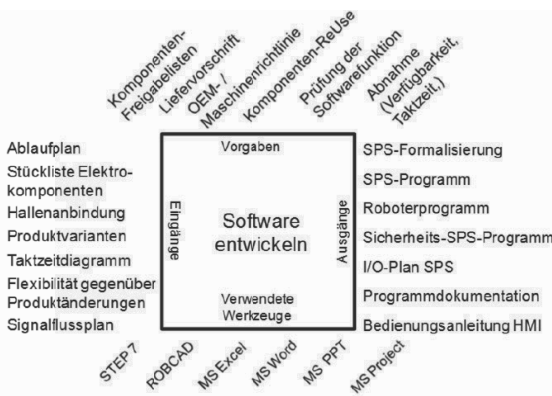 Komponenten-
Freigabelisten
Liefervorschrift
OEM- /
Maschinenrichtlinie
Komponenten-ReUse
Prüfung der
Softwarefunktion
Abnahme
(Verfügbarkeit,
Taktzeit,)
Ablaufplan
Stückliste Elektro-
komponenten
Hallenanbindung
Produktvarianten
Taktzeitdiagramm
Flexibilität gegenüber
Produktänderungen
Signalflussplan
Vorgaben
Eingänge
Software
entwickeln
Ausgänge
Verwendete
Werkzeuge
SPS-Formalisierung
SPS-Programm
Roboterprogramm
Sicherheits-SPS-Programm
I/O-Plan SPS
Programmdokumentation
Bedienungsanleitung HMI
STEP 7
ROBCAD
MS Excel
MS Word
MS PPT
MS Project